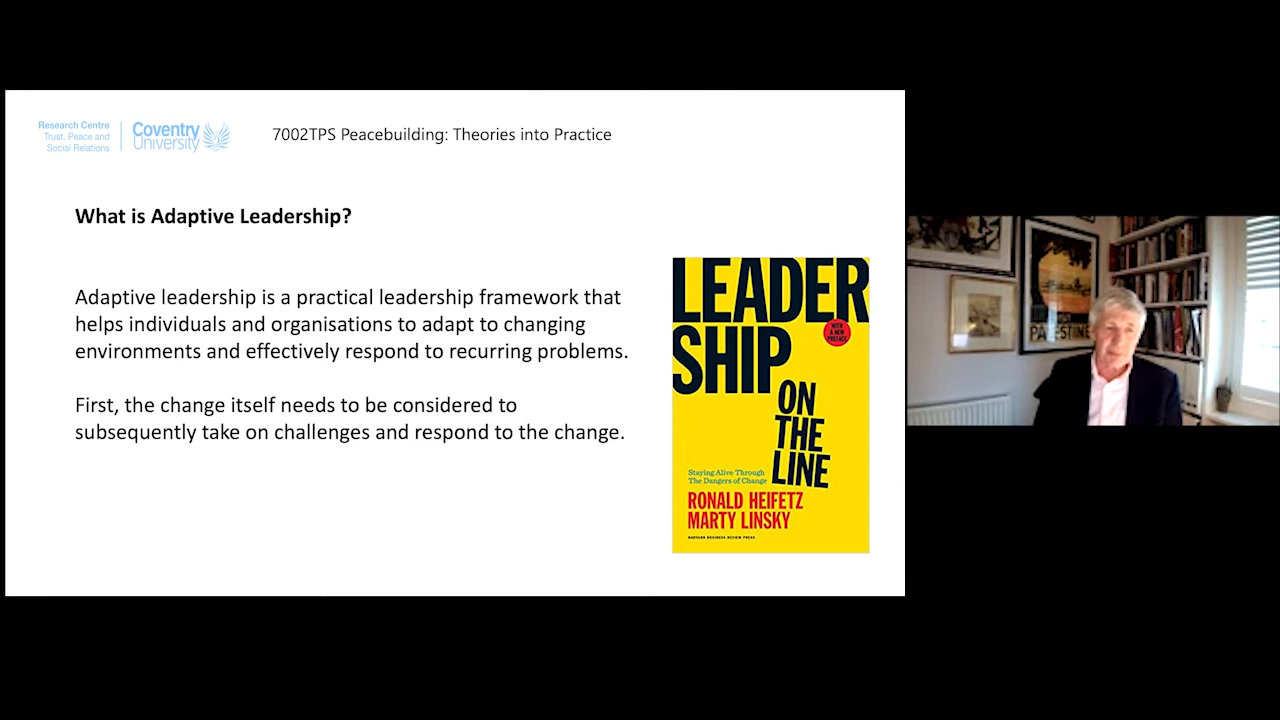 Research Centre
Trust, Peace and
Social Relations
Coventry
University
7002TPS Peacebuilding: Theories into Practice
What is Adaptive Leadership?
Adaptive leadership is a practical leadership framework that
helps individuals and organisations to adapt to changing
environments and effectively respond to recurring problems.
First, the change itself needs to be considered to
subsequently take on challenges and respond to the change.
LEADER
SHIP
WITH
A NEW
PREFACE
ON
THE
LINE
Staying Alive Through
The Dangers of Change
RONALD HEIFETZ
MARTY LINSKY
HARVARD BUSINESS REVIEW PRESS
PALESTINE